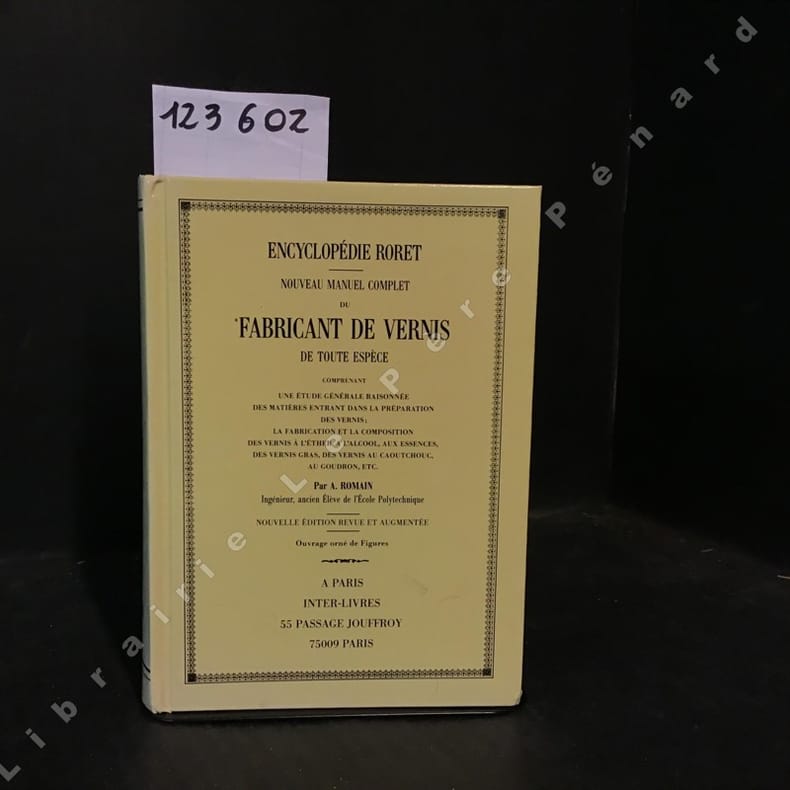 123 602
ENCYCLOPÉDIE RORET
NOUVEAU MANUEL COMPLET
DU
FABRICANT DE VERNIS
DE TOUTE ESPÈCE
COMPRENANT
UNE ÉTUDE GÉNÉRALE RAISONNÉE
DES MATIÈRES ENTRANT DANS LA PRÉPARATION
DES VERNIS;
LA FABRICATION ET LA COMPOSITION
DES VERNIS À L'ÉTHER, À L'ALCOOL, AUX ESSENCES,
DES VERNIS GRAS, DES VERNIS AU CAOUTCHOUC,
AU GOUDRON, ETC.
Par A. ROMAIN
Ingénieur, ancien Élève de l'École Polytechnique
NOUVELLE ÉDITION REVUE ET AUGMENTÉE
Ouvrage orné de Figures
A PARIS
INTER-LIVRES
55 PASSAGE JOUFFROY
75009 PARIS
Librairie Le Père Pénard